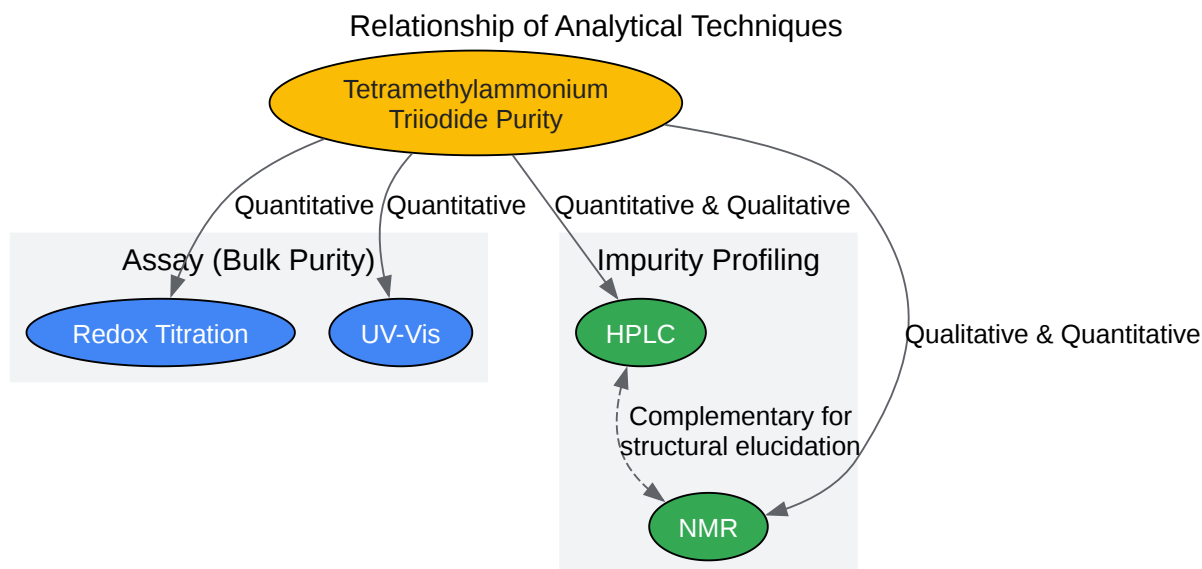 Relationship of Analytical Techniques
Tetramethylammonium
Triiodide Purity
Quantitative
Quantitative
Quantitative & Qualitative
Assay (Bulk Purity)
Impurity Profiling
Redox Titration
UV-Vis
HPLC
Qualitative & Quantitative
Complementary for
structural elucidation
NMR